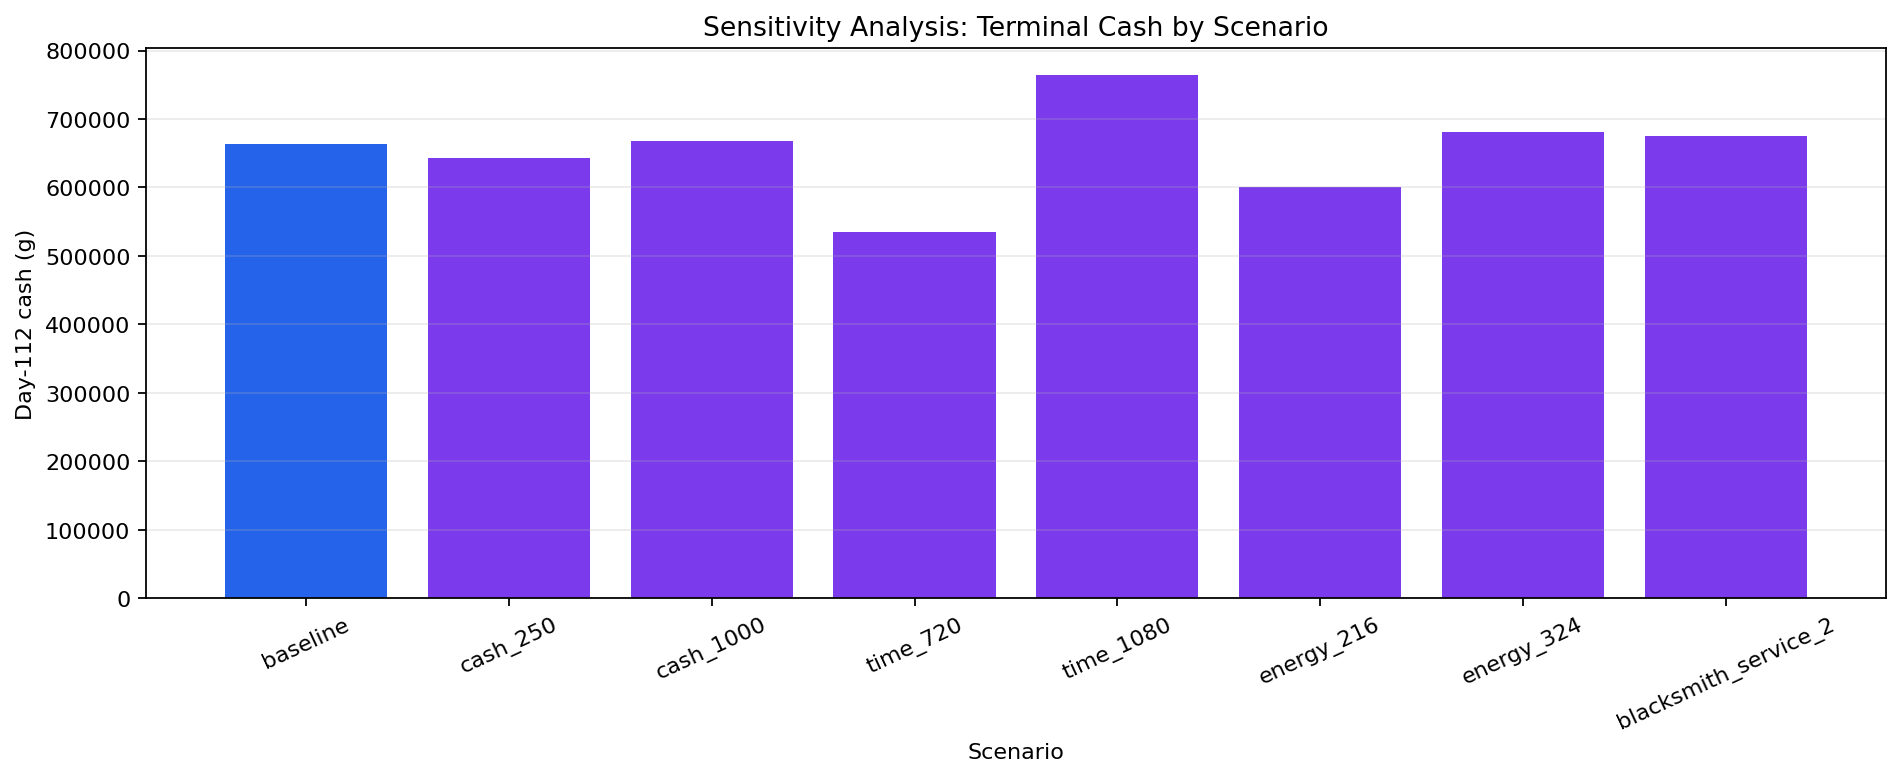 Sensitivity Analysis: Terminal Cash by Scenario
Day-112 cash (g)
800000
700000
600000
500000
400000
300000
200000
100000
0
baseline
cash_250
cash_1000
time_720
time_1080
energy_216
energy_324
blacksmith_service_2
Scenario